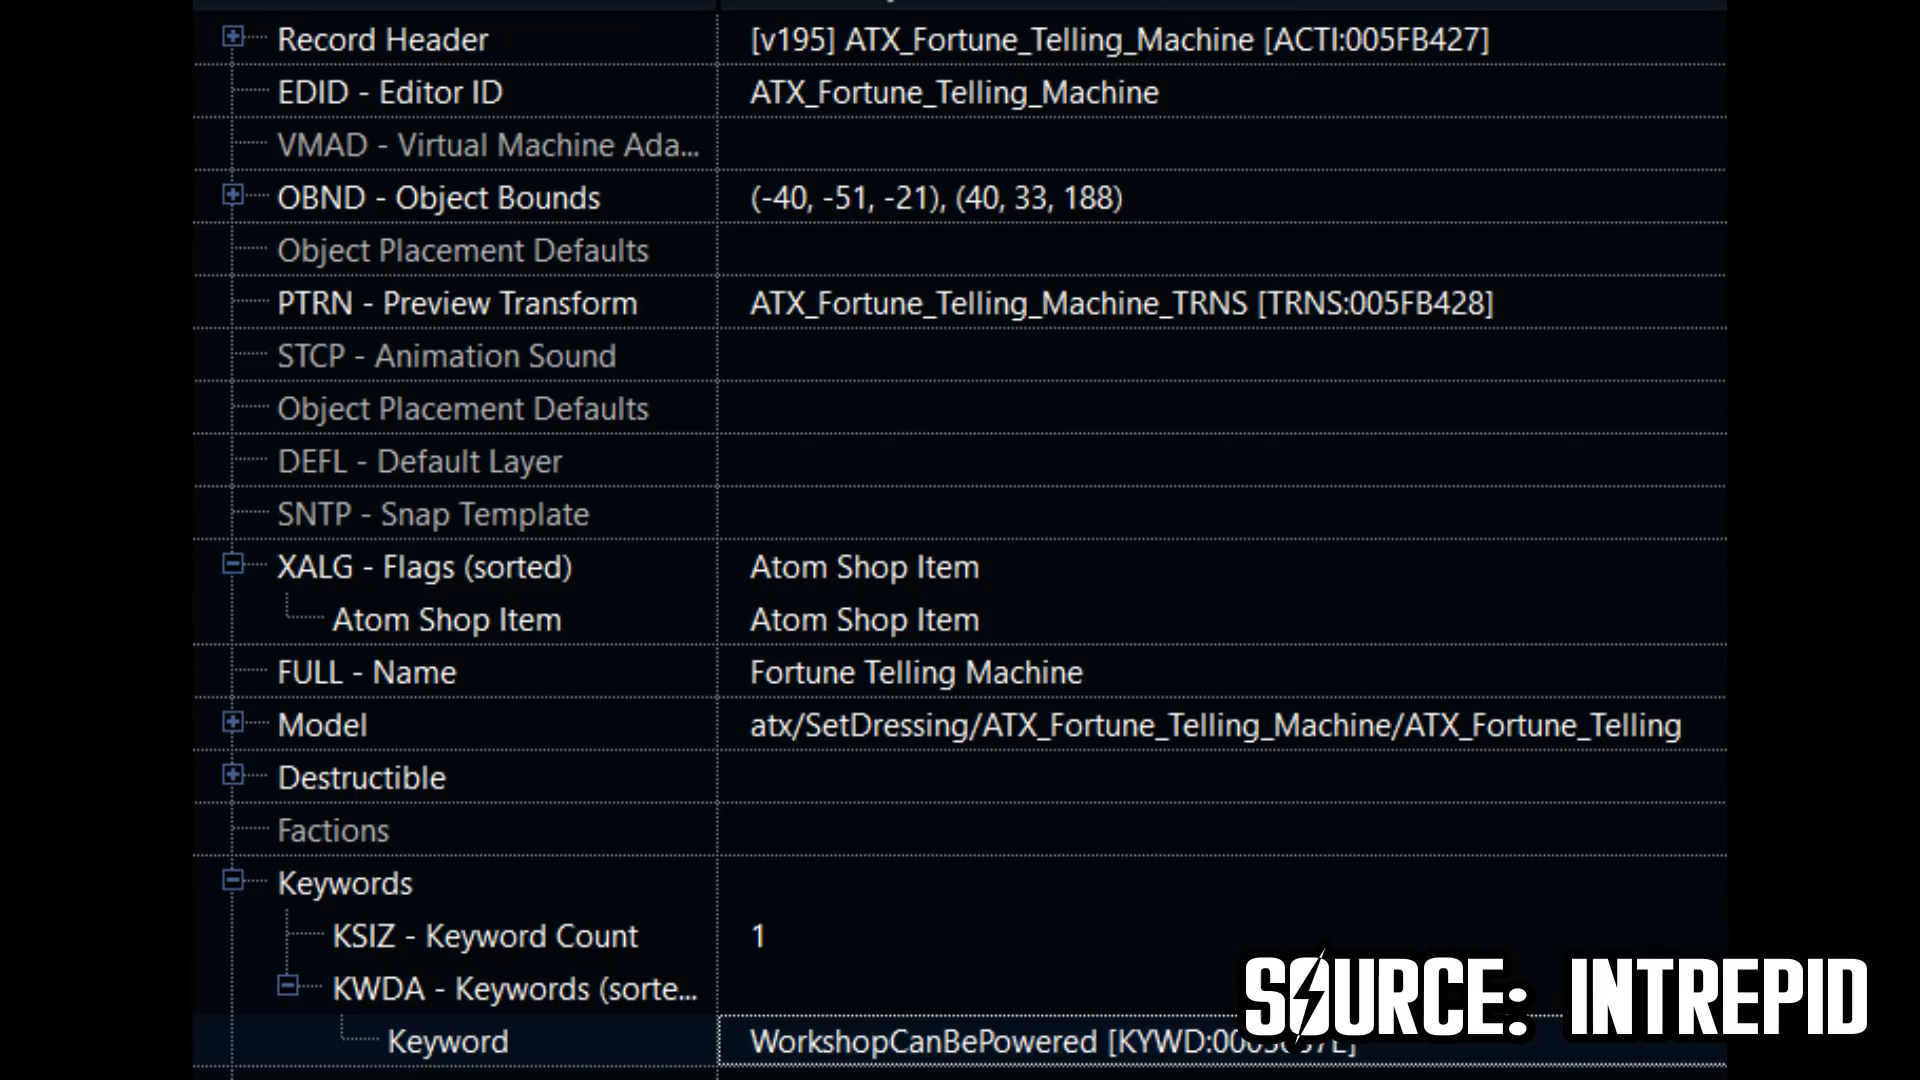 Record Header [v195] ATX_Fortune_Telling_Machine [ACTI:005FB427]
EDID - Editor ID ATX_Fortune_Telling_Machine
VMAD - Virtual Machine Ada...
OBND - Object Bounds (-40, -51, -21), (40, 33, 188)
Object Placement Defaults
PTRN - Preview Transform ATX_Fortune_Telling_Machine_TRNS [TRNS:005FB428]
STCP - Animation Sound
Object Placement Defaults
DEFL - Default Layer
SNTP - Snap Template
XALG - Flags (sorted) Atom Shop Item
Atom Shop Item Atom Shop Item
FULL - Name Fortune Telling Machine
Model atx/SetDressing/ATX_Fortune_Telling_Machine/ATX_Fortune_Telling
Destructible
Factions
Keywords
KSIZ - Keyword Count 1
KWDA - Keywords (sorte...
Keyword WorkshopCanBePowered
SOURCE: INTREPID